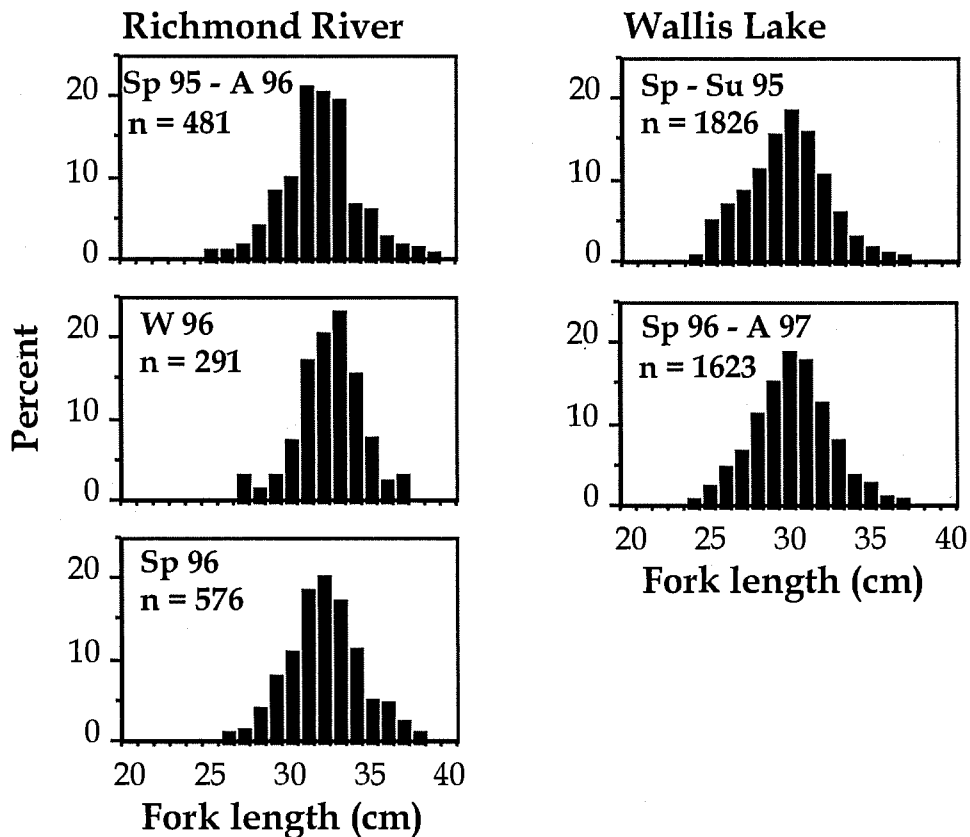 Richmond River
Sp 95 - A 96
n = 481
20
10
0
W 96
n = 291
20
10
0
Percent
Sp 96
n = 576
20
10
0
20 25 30 35 40
Fork length (cm)
Wallis Lake
Sp - Su 95
n = 1826
20
10
0
Sp 96 - A 97
n = 1623
20
10
0
20 25 30 35 40
Fork length (cm)